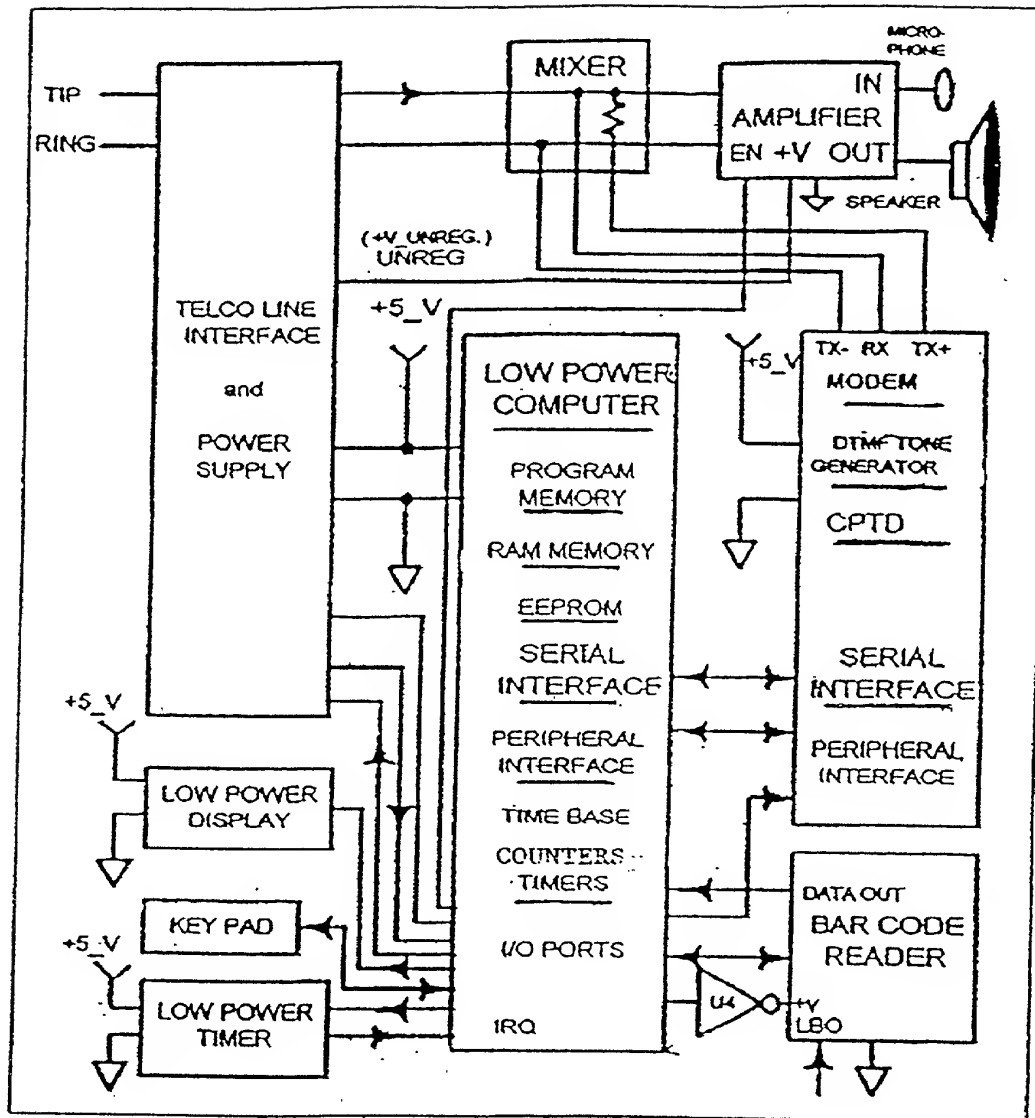 TIP
RING
TELCO LINE
INTERFACE
and
POWER
SUPPLY
MIXER
IN
AMPLIFIER
EN +V OUT
MICRO-
PHONE
SPEAKER
(+V_UNREG.)
UNREG
+5_V
LOW POWER
COMPUTER
PROGRAM
MEMORY
RAM MEMORY
EEPROM
SERIAL
INTERFACE
PERIPHERAL
INTERFACE
TIME BASE
COUNTERS
TIMERS
I/O PORTS
IRQ
+5_V
TX- RX TX+
MODEM
DTMF TONE
GENERATOR
CPTD
SERIAL
INTERFACE
PERIPHERAL
INTERFACE
+5_V
LOW POWER
DISPLAY
KEY PAD
+5_V
LOW POWER
TIMER
DATA OUT
BAR CODE
READER
+V
LBO
U4